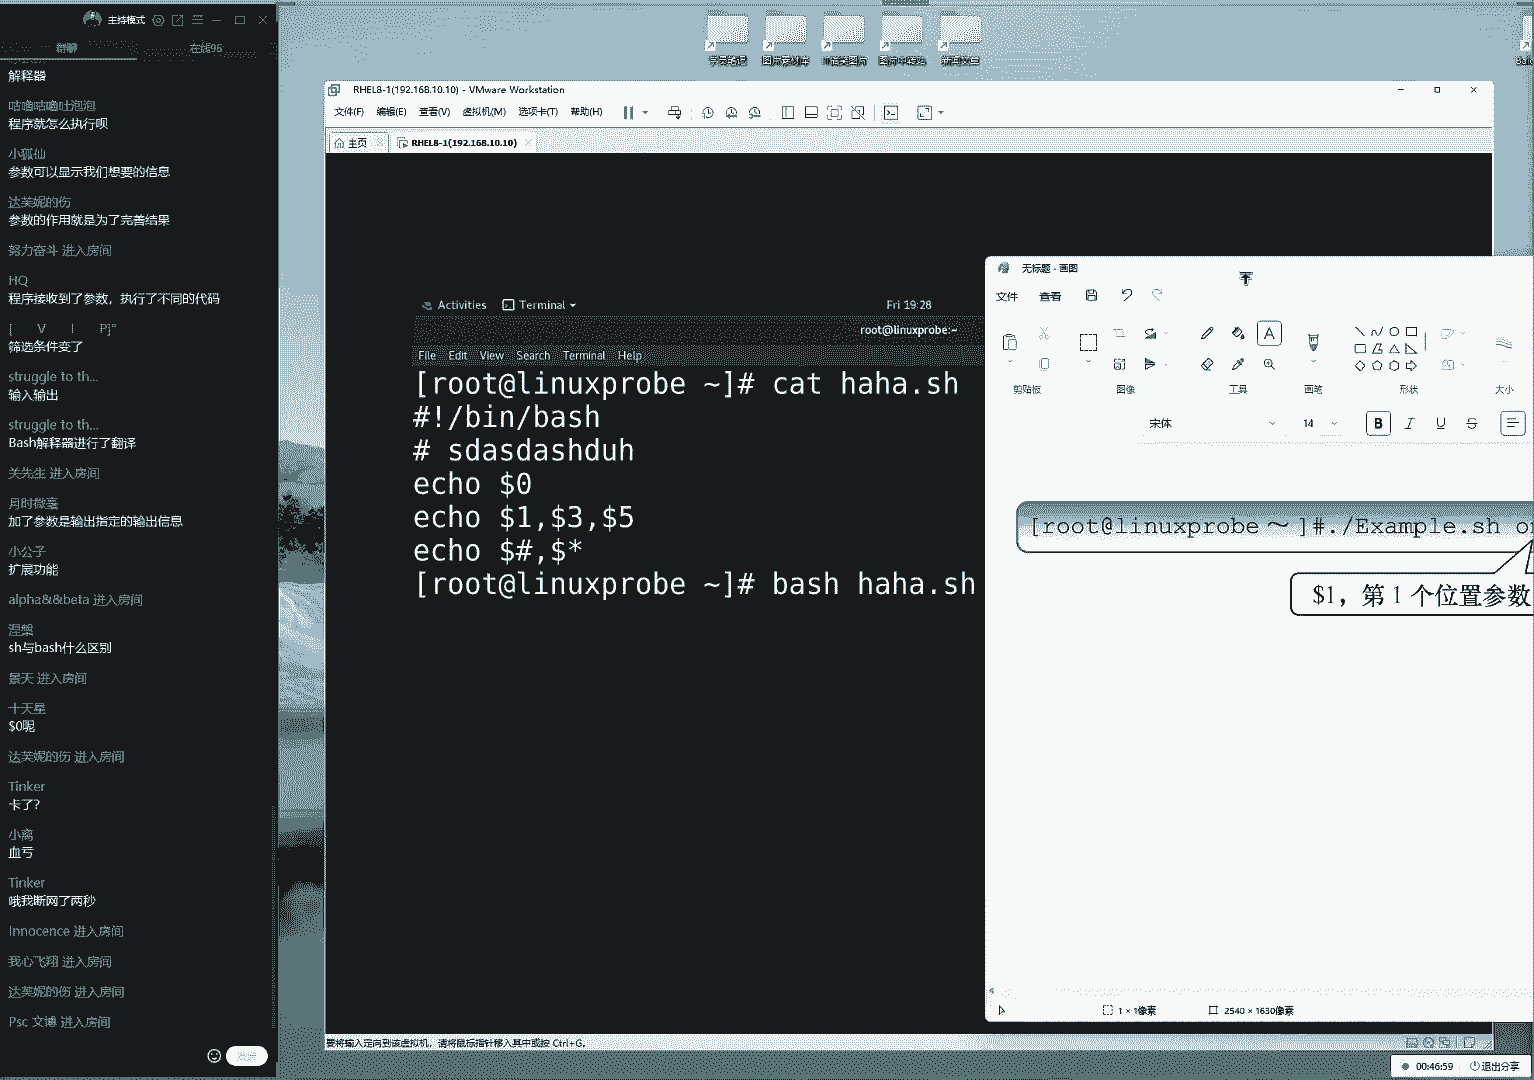 主持模式
群聊
在线96
解释器
咕噜咕噜吐泡泡
程序就怎么执行呗
小狐仙
参数可以显示我们想要的信息
达芙妮的伤
参数的作用就是为了完善结果
努力奋斗 进入房间
HQ
程序接收到了参数，执行了不同的代码
[ V I P]°
筛选条件变了
struggle to th...
输入输出
struggle to th...
Bash解释器进行了翻译
关先生 进入房间
加了参数是输出指定的输出信息
小公子
扩展功能
alpha&&beta 进入房间
涅槃
sh与bash什么区别
景天 进入房间
十天星
$0呢
达芙妮的伤 进入房间
Tinker
卡了?
小离
血亏
Tinker
哦我断网了两秒
Innocence 进入房间
我心飞翔 进入房间
达芙妮的伤 进入房间
Psc 文博 进入房间
RHEL8-1(192.168.10.10) - VMware Workstation
文件(F) 编辑(E) 查看(V) 虚拟机(M) 选项卡(T) 帮助(H)
主页
RHEL8-1(192.168.10.10)
Activities
Terminal
Fri 19:28
root@linuxprobe:~
File Edit View Search Terminal Help
[root@linuxprobe ~]# cat haha.sh
#!/bin/bash
# sdasdashduh
echo $0
echo $1,$3,$5
echo $#,$*
[root@linuxprobe ~]# bash haha.sh
无标题 - 画图
文件 查看
剪贴板
图像
工具
画笔
形状
大小
宋体
14
B I U S
[root@linuxprobe ～ ]#./Example.sh
$1，第 1 个位置参数
1 × 1像素
2540 × 1630像素
要将输入定向到该虚拟机，请将鼠标指针移入其中或按 Ctrl+G。
00:46:59
退出分享